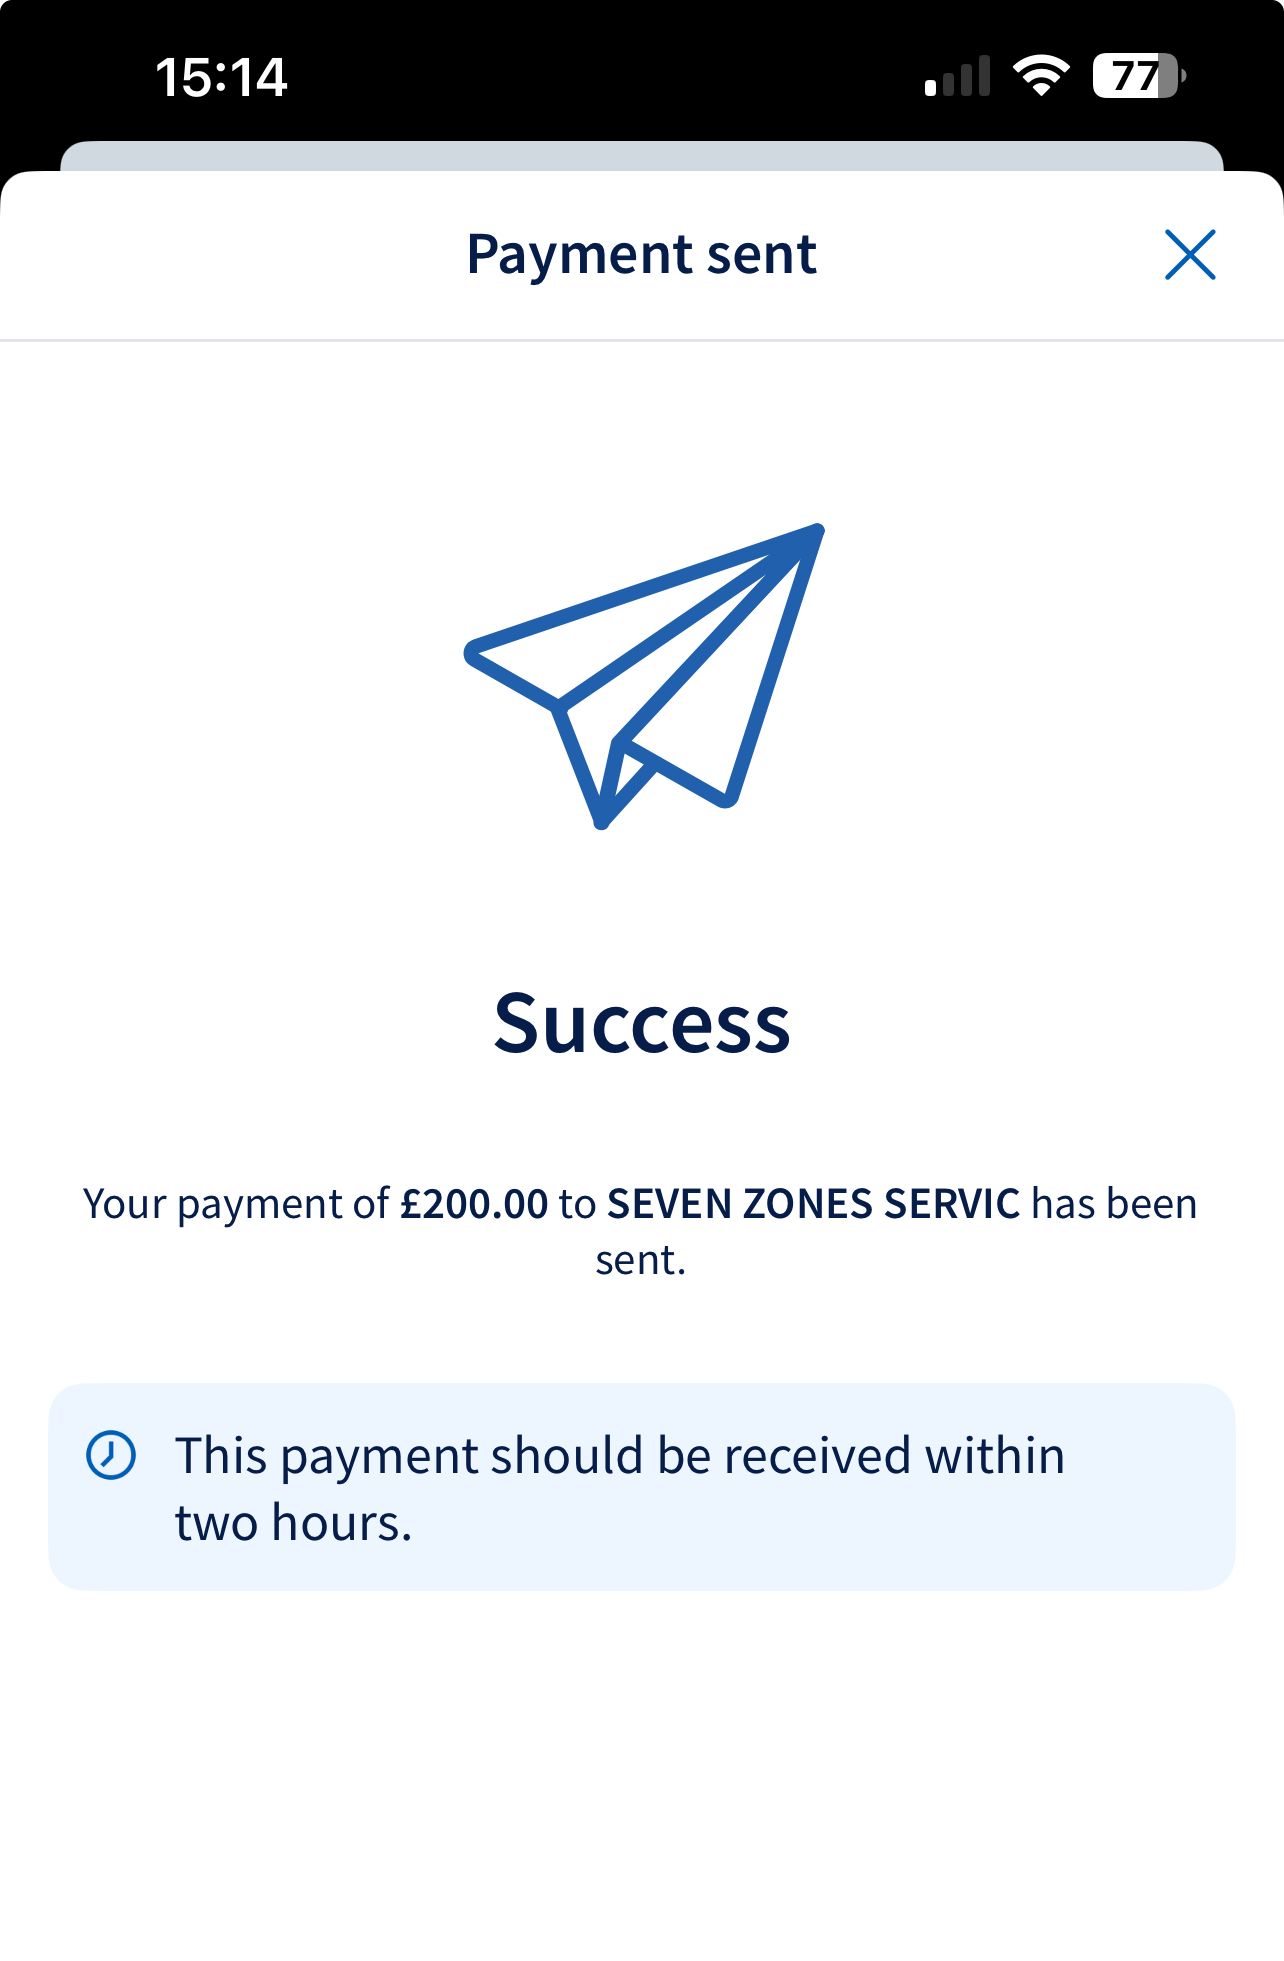 15:14
77
Payment sent
Success
Your payment of £200.00 to SEVEN ZONES SERVIC has been
sent.
This payment should be received within
two hours.